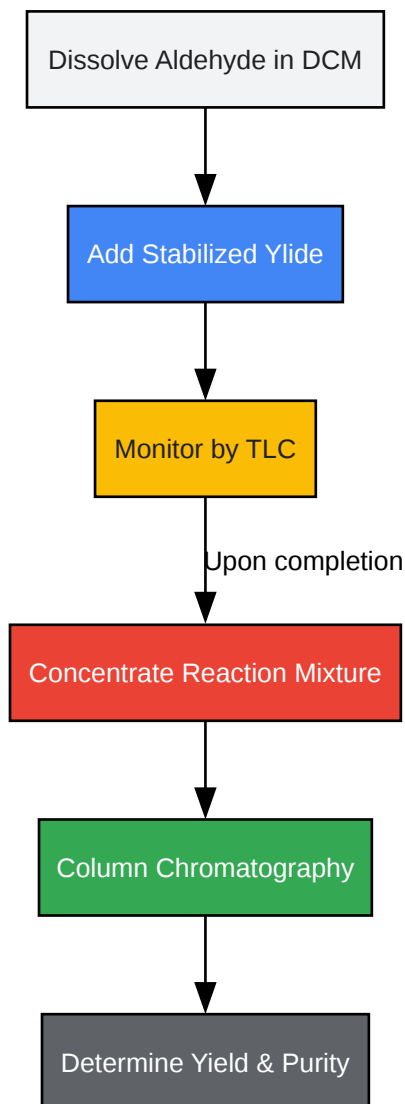 Dissolve Aldehyde in DCM
Add Stabilized Ylide
Monitor by TLC
Upon completion
Concentrate Reaction Mixture
Column Chromatography
Determine Yield & Purity